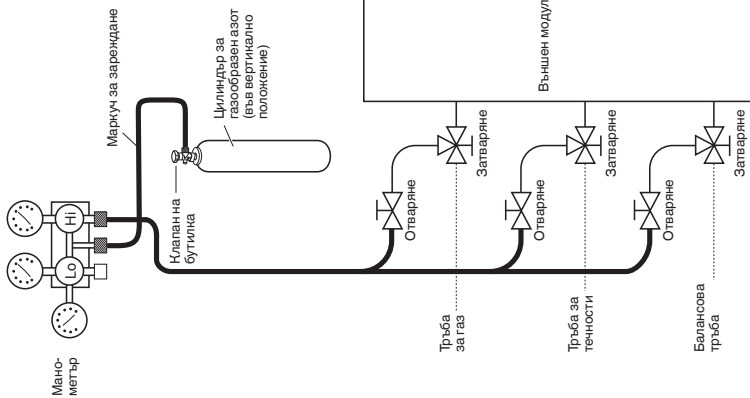 Мано-
метър
Lo
Hi
Маркуч за зареждане
Клапан на
бутилка
Цилиндър за
газообразен азот
(във вертикално
положение)
Външен модул
Отваряне
Затваряне
Отваряне
Затваряне
Отваряне
Затваряне
Тръба
за газ
Тръба за
течности
Балансова
тръба